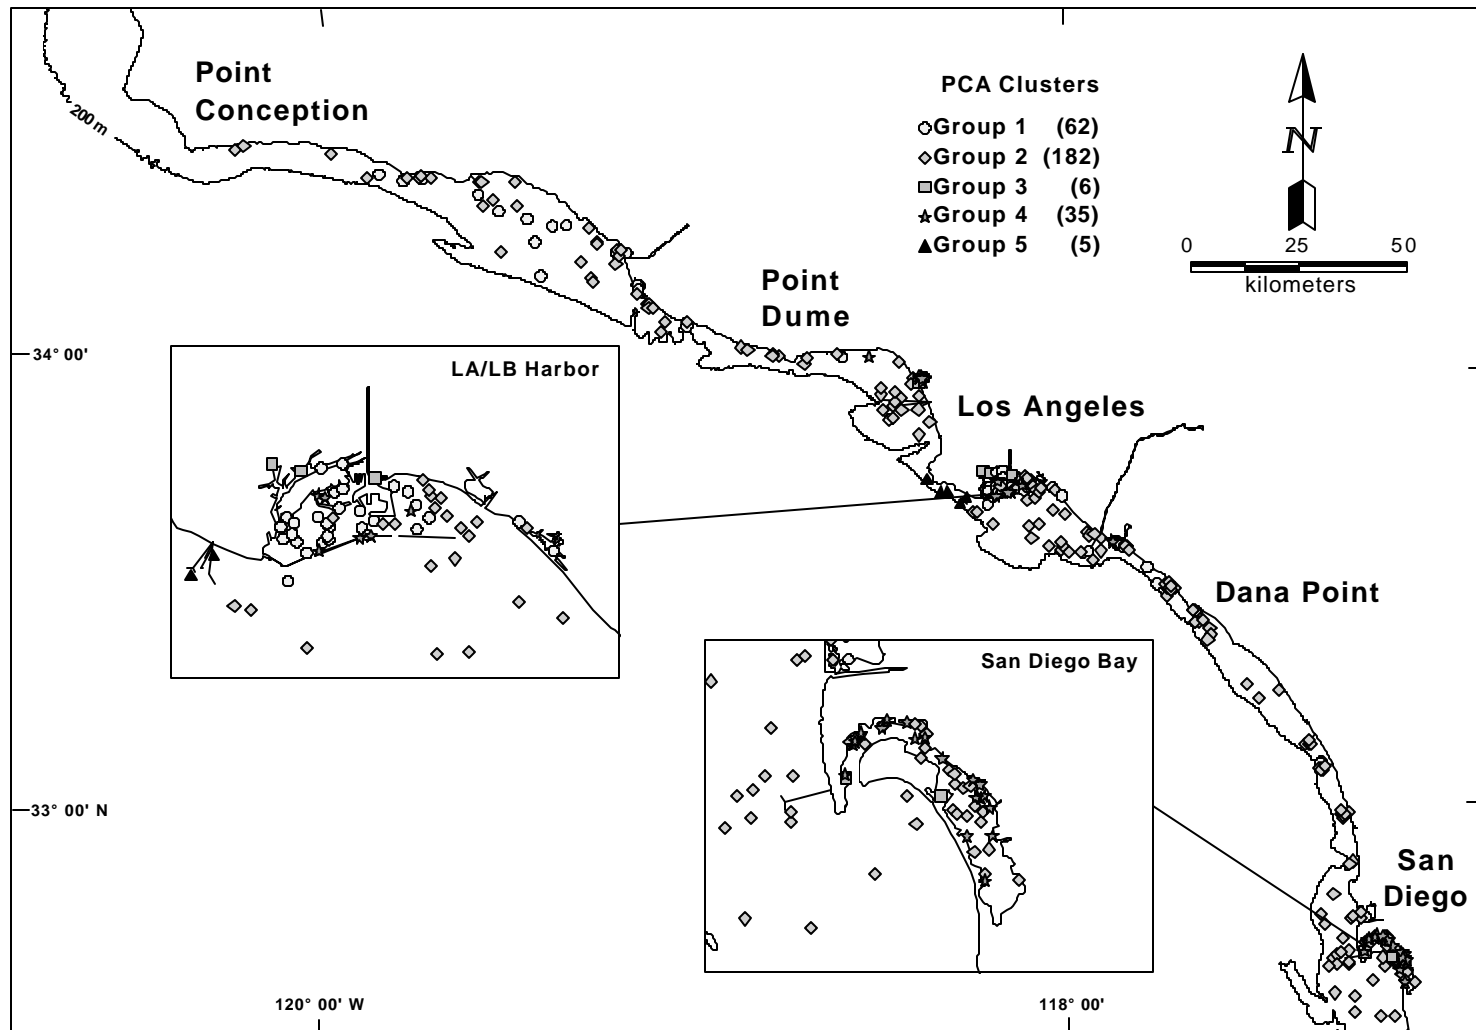 Point
Conception
200 m
PCA Clusters
Group 1 (62)
Group 2 (182)
Group 3 (6)
Group 4 (35)
Group 5 (5)
N
0 25 50
kilometers
Point
Dume
34° 00'
LA/LB Harbor
Los Angeles
Dana Point
San Diego Bay
33° 00' N
San
Diego
120° 00' W
118° 00'